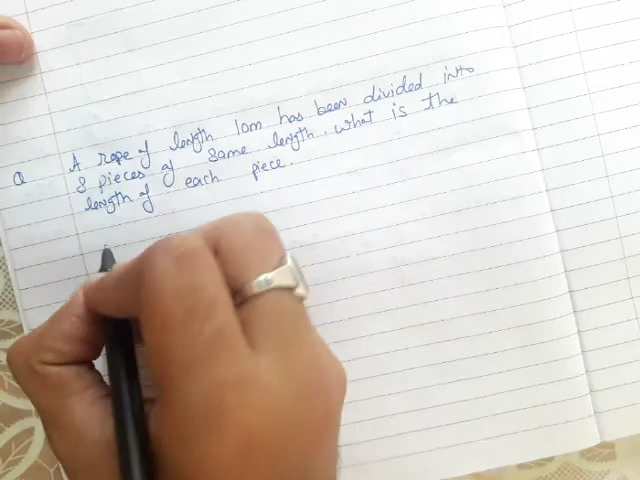 Q A rope of length 10m has been divided into
8 pieces of same length. what is the
length of each piece.